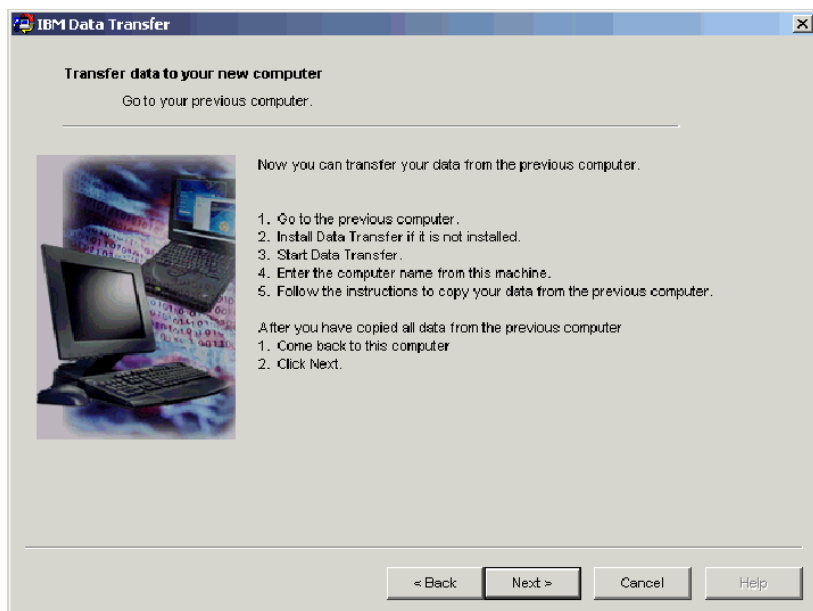 IBM Data Transfer
Transfer data to your new computer
Go to your previous computer.
Now you can transfer your data from the previous computer.
1. Go to the previous computer.
2. Install Data Transfer if it is not installed.
3. Start Data Transfer.
4. Enter the computer name from this machine.
5. Follow the instructions to copy your data from the previous computer.
After you have copied all data from the previous computer
1. Come back to this computer
2. Click Next.
< Back
Next >
Cancel
Help